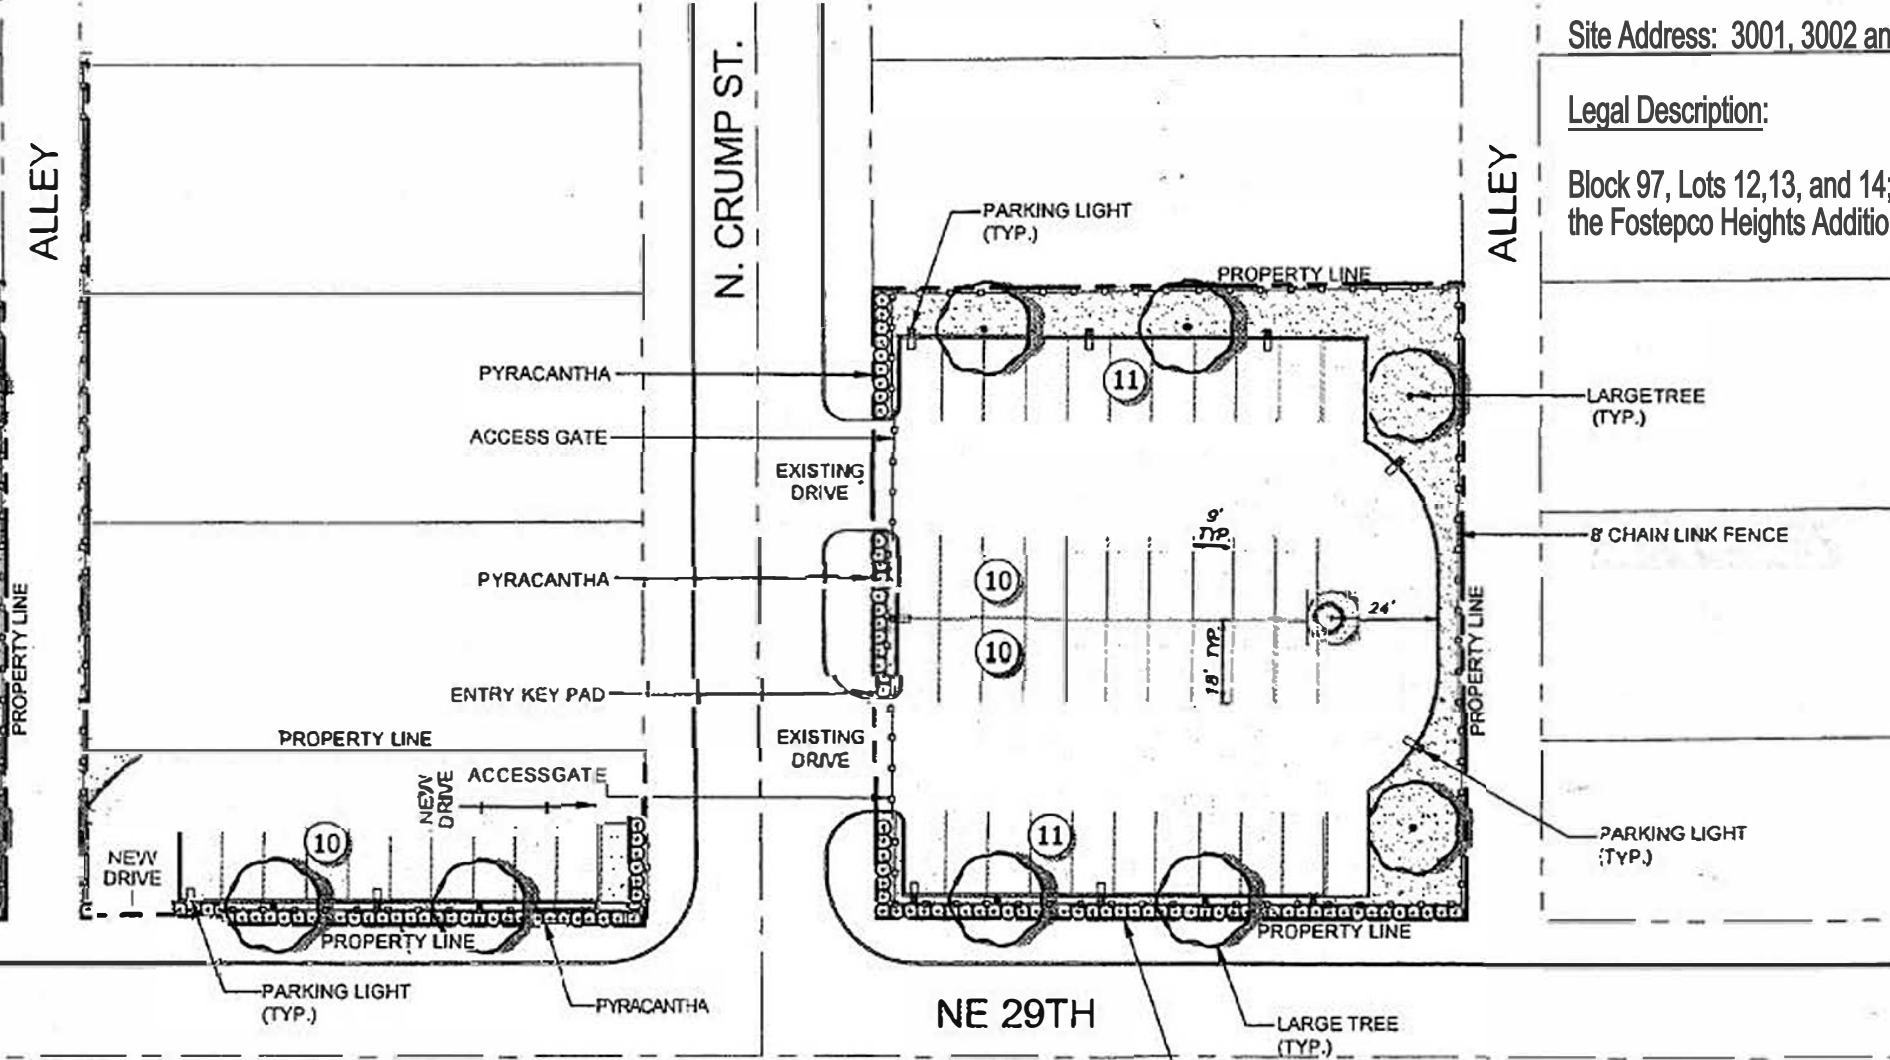 Site Address: 3001, 3002 an
Legal Description:
Block 97, Lots 12,13, and 14;
the Fostepco Heights Additio
ALLEY
N. CRUMP ST.
ALLEY
PARKING LIGHT
(TYP.)
PROPERTY LINE
PYRACANTHA
11
LARGE TREE
(TYP.)
ACCESS GATE
EXISTING
DRIVE
9'
TYP.
8' CHAIN LINK FENCE
PYRACANTHA
10
24'
PROPERTY LINE
PROPERTY LINE
10
18' TYP.
ENTRY KEY PAD
PROPERTY LINE
EXISTING
DRIVE
NEW
DRIVE
ACCESS GATE
10
11
PARKING LIGHT
(TYP.)
NEW
DRIVE
PROPERTY LINE
PROPERTY LINE
PARKING LIGHT
(TYP.)
PYRACANTHA
NE 29TH
LARGE TREE
(TYP.)